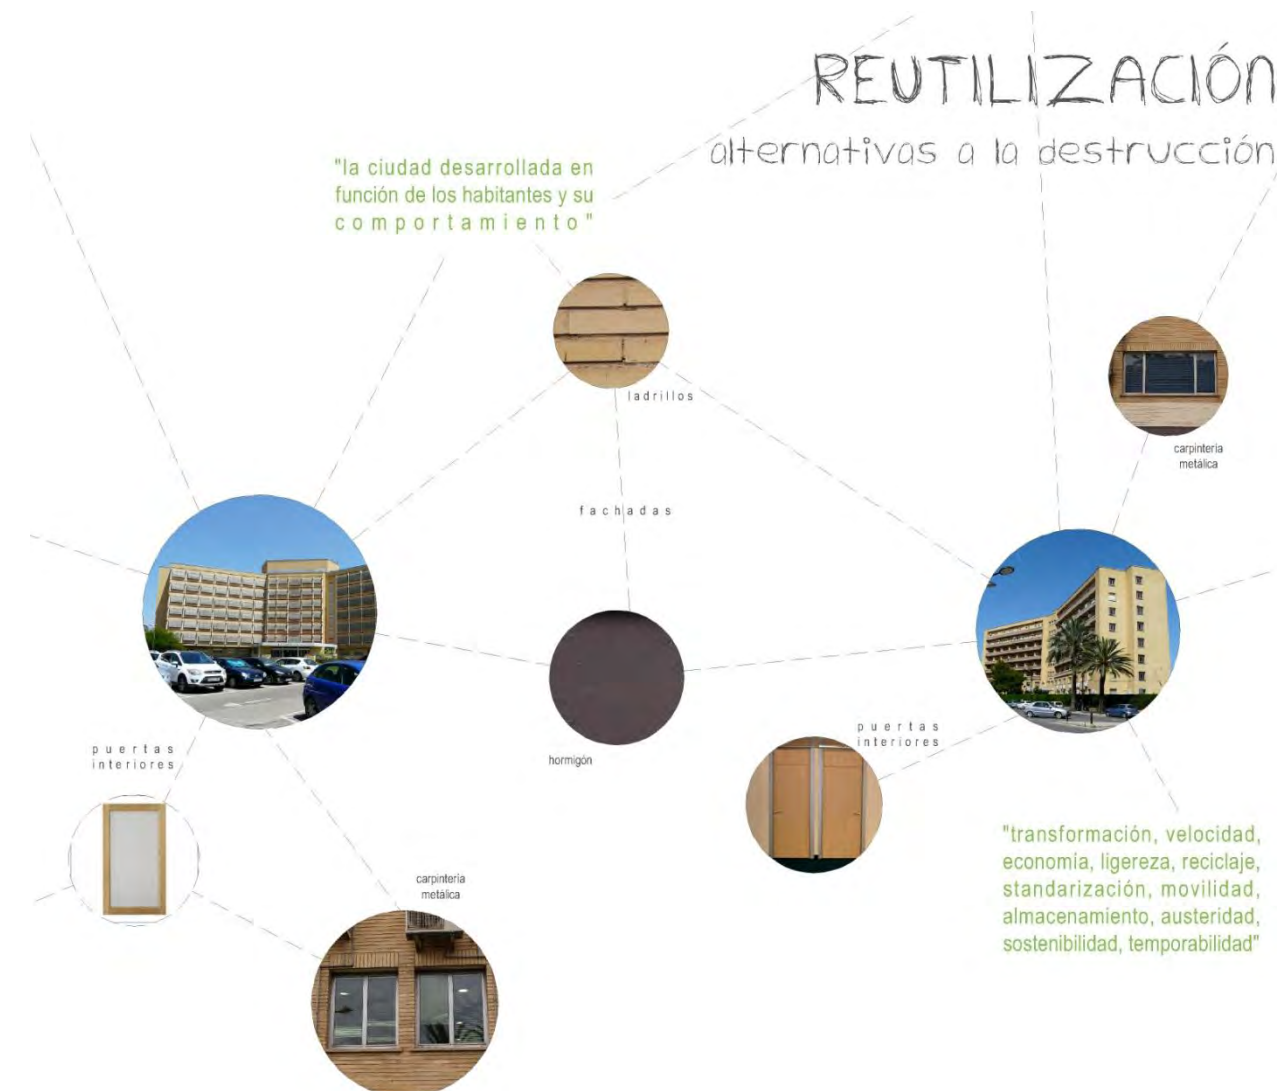 REUTILIZACIÓN
alternativas a la destrucción
"la ciudad desarrollada en
función de los habitantes y su
comportamiento"
ladrillos
carpintería
metálica
fachadas
puertas
interiores
hormigón
puertas
interiores
carpintería
metálica
"transformación, velocidad,
economía, ligereza, reciclaje,
standarización, movilidad,
almacenamiento, austeridad,
sostenibilidad, temporabilidad"